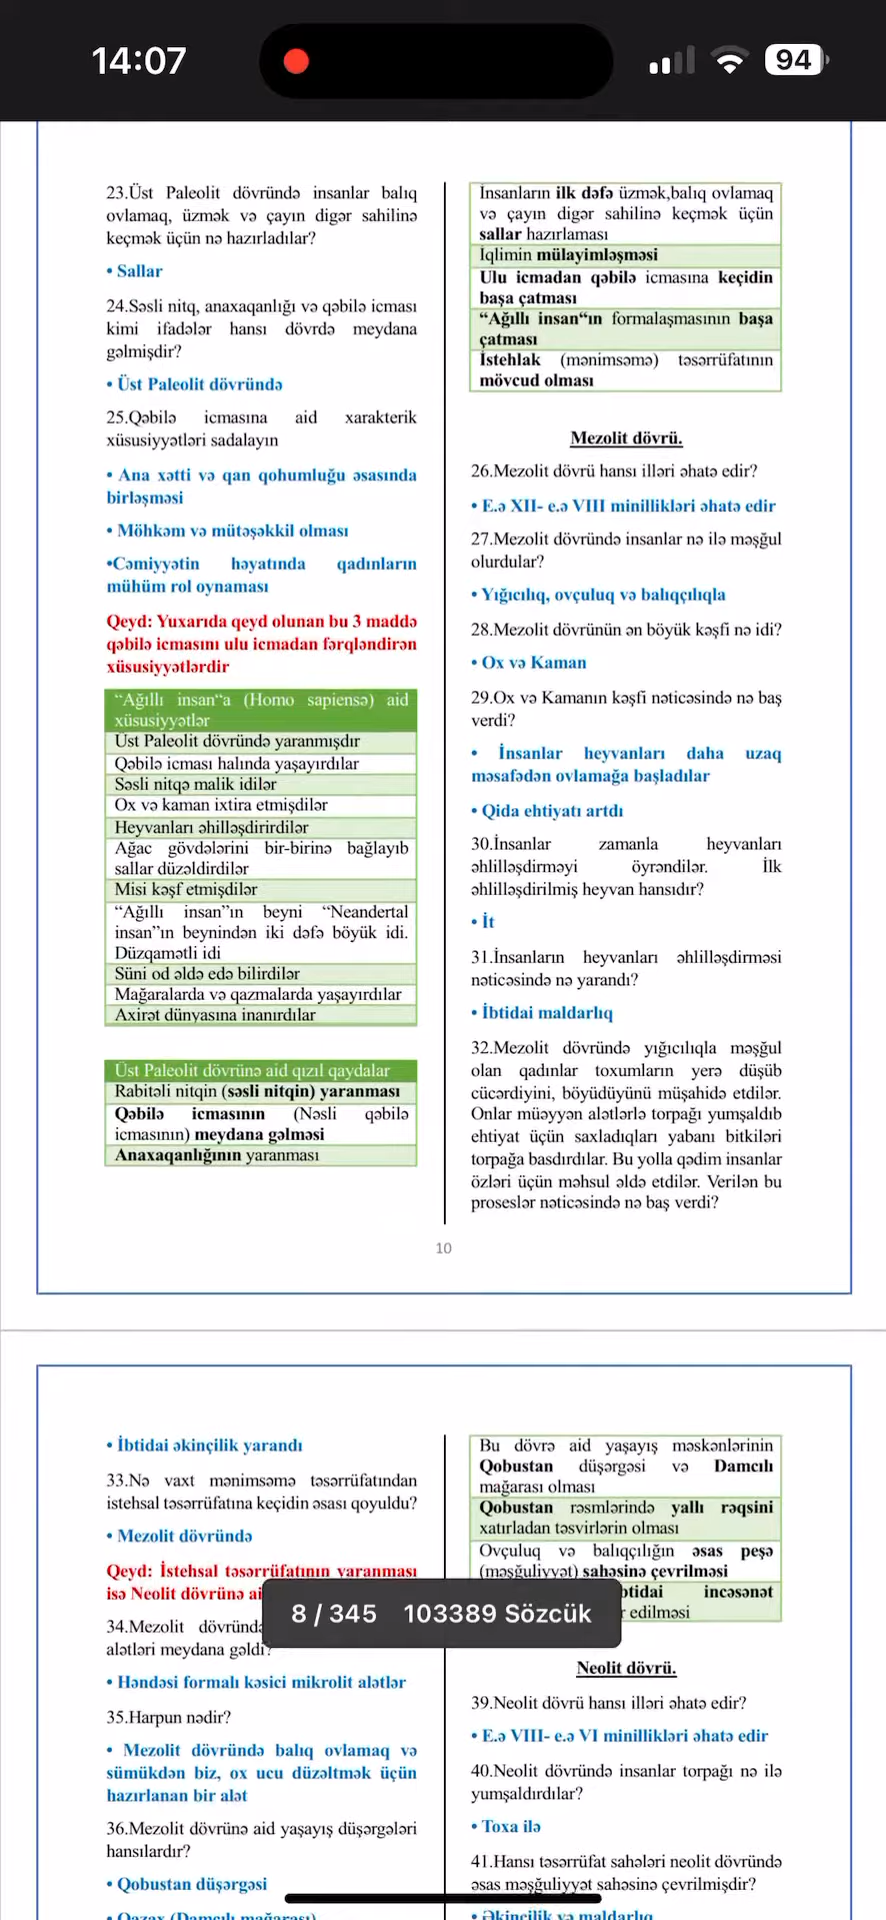 14:07
94
23.Üst Paleolit dövründə insanlar balıq
ovlamaq, üzmək və çayın digər sahilinə
keçmək üçün nə hazırladılar?
• Sallar
24.Səsli nitq, anaxaqanlığı və qəbilə icması
kimi ifadələr hansı dövrdə meydana
gəlmişdir?
• Üst Paleolit dövründə
25.Qəbilə icmasına aid xarakterik
xüsusiyyətləri sadalayın
• Ana xətti və qan qohumluğu əsasında
birləşməsi
• Möhkəm və mütəşəkkil olması
•Cəmiyyətin həyatında qadınların
mühüm rol oynaması
Qeyd: Yuxarıda qeyd olunan bu 3 maddə
qəbilə icmasını ulu icmadan fərqləndirən
xüsusiyyətlərdir
“Ağıllı insan“a (Homo sapiensə) aid
xüsusiyyətlər
Üst Paleolit dövründə yaranmışdır
Qəbilə icması halında yaşayırdılar
Səsli nitqə malik idilər
Ox və kaman ixtira etmişdilər
Heyvanları əhilləşdirirdilər
Ağac gövdələrini bir-birinə bağlayıb
sallar düzəldirdilər
Misi kəşf etmişdilər
“Ağıllı insan”ın beyni “Neandertal
insan”ın beynindən iki dəfə böyük idi.
Düzqamətli idi
Süni od əldə edə bilirdilər
Mağaralarda və qazmalarda yaşayırdılar
Axirət dünyasına inanırdılar
Üst Paleolit dövrünə aid qızıl qaydalar
Rabitəli nitqin (səsli nitqin) yaranması
Qəbilə icmasının (Nəsli qəbilə
icmasının) meydana gəlməsi
Anaxaqanlığının yaranması
İnsanların ilk dəfə üzmək,balıq ovlamaq
və çayın digər sahilinə keçmək üçün
sallar hazırlaması
İqlimin mülayimləşməsi
Ulu icmadan qəbilə icmasına keçidin
başa çatması
“Ağıllı insan“ın formalaşmasının başa
çatması
İstehlak (mənimsəmə) təsərrüfatının
mövcud olması
Mezolit dövrü.
26.Mezolit dövrü hansı illəri əhatə edir?
• E.ə XII- e.ə VIII minillikləri əhatə edir
27.Mezolit dövründə insanlar nə ilə məşğul
olurdular?
• Yığıcılıq, ovçuluq və balıqçılıqla
28.Mezolit dövrünün ən böyük kəşfi nə idi?
• Ox və Kaman
29.Ox və Kamanın kəşfi nəticəsində nə baş
verdi?
• İnsanlar heyvanları daha uzaq
məsafədən ovlamağa başladılar
• Qida ehtiyatı artdı
30.İnsanlar zamanla heyvanları
əhlilləşdirməyi öyrəndilər. İlk
əhlilləşdirilmiş heyvan hansıdır?
• İt
31.İnsanların heyvanları əhlilləşdirməsi
nəticəsində nə yarandı?
• İbtidai maldarlıq
32.Mezolit dövründə yığıcılıqla məşğul
olan qadınlar toxumların yerə düşüb
cücərdiyini, böyüdüyünü müşahidə etdilər.
Onlar müəyyən alətlərlə torpağı yumşaldıb
ehtiyat üçün saxladıqları yabanı bitkiləri
torpağa basdırdılar. Bu yolla qədim insanlar
özləri üçün məhsul əldə etdilər. Verilən bu
proseslər nəticəsində nə baş verdi?
10
• İbtidai əkinçilik yarandı
33.Nə vaxt mənimsəmə təsərrüfatından
istehsal təsərrüfatına keçidin əsası qoyuldu?
• Mezolit dövründə
Qeyd: İstehsal təsərrüfatının yaranması
isə Neolit dövrünə ai
34.Mezolit dövründə
alətləri meydana gəldi?
• Həndəsi formalı kəsici mikrolit alətlər
35.Harpun nədir?
• Mezolit dövründə balıq ovlamaq və
sümükdən biz, ox ucu düzəltmək üçün
hazırlanan bir alət
36.Mezolit dövrünə aid yaşayış düşərgələri
hansılardır?
• Qobustan düşərgəsi
• Qazax (Damcılı mağarası)
Bu dövrə aid yaşayış məskənlərinin
Qobustan düşərgəsi və Damcılı
mağarası olması
Qobustan rəsmlərində yallı rəqsini
xatırladan təsvirlərin olması
Ovçuluq və balıqçılığın əsas peşə
(məşğuliyyət) sahəsinə çevrilməsi
btidai incəsənət
r edilməsi
8 / 345 103389 Sözcük
Neolit dövrü.
39.Neolit dövrü hansı illəri əhatə edir?
• E.ə VIII- e.ə VI minillikləri əhatə edir
40.Neolit dövründə insanlar torpağı nə ilə
yumşaldırdılar?
• Toxa ilə
41.Hansı təsərrüfat sahələri neolit dövründə
əsas məşğuliyyət sahəsinə çevrilmişdir?
• Əkinçilik və maldarlıq